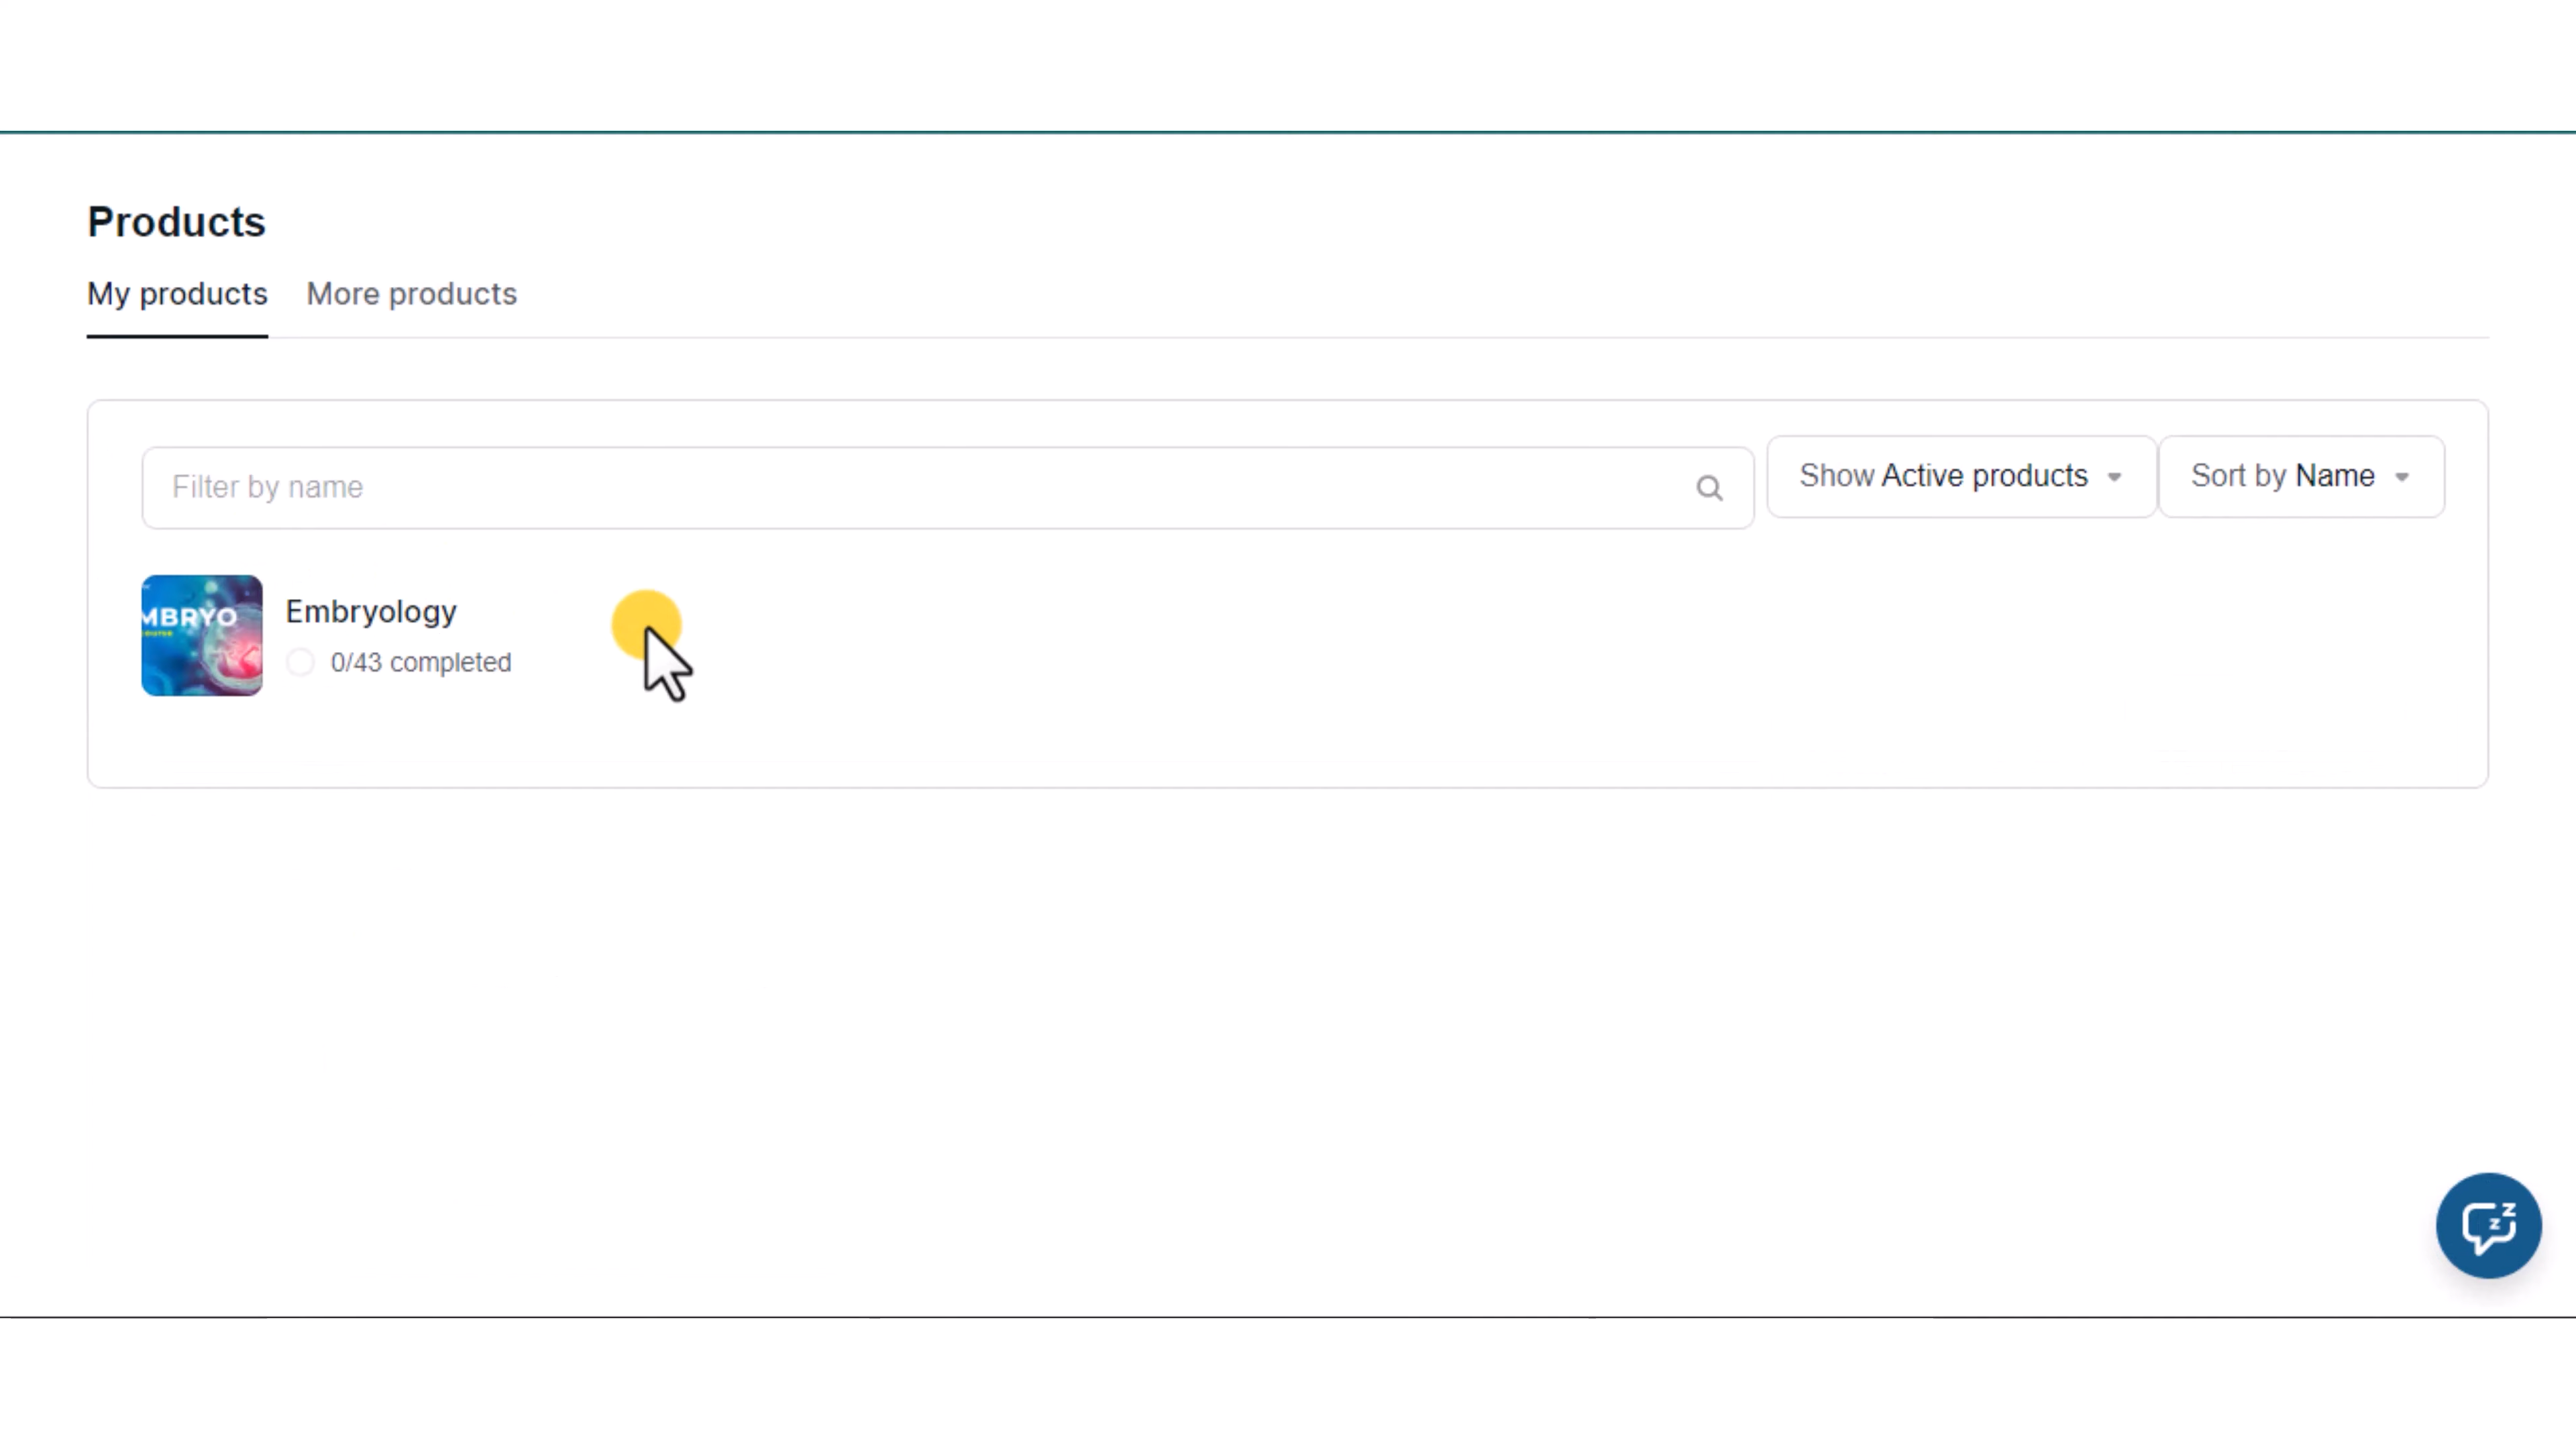 Products
My products More products
Filter by name
Show Active products
Sort by Name
MBRYO
Embryology
0/43 completed
z z